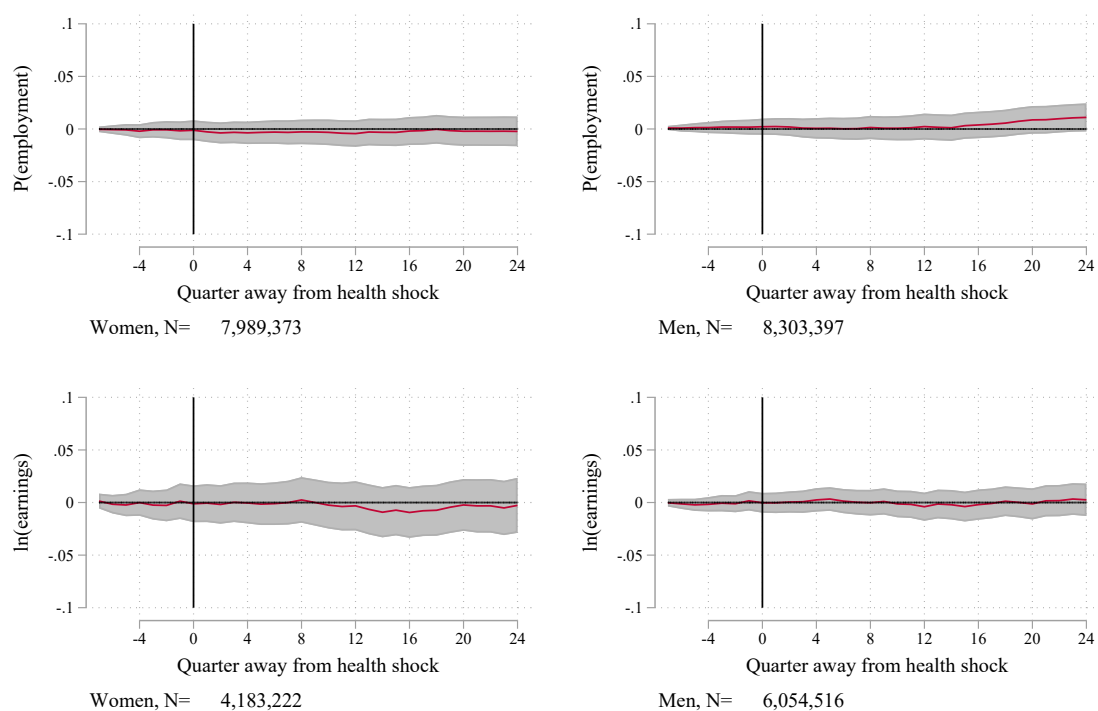 .1
.05
0
-.05
-.1
P(employment)
-4 0 4 8 12 16 20 24
Quarter away from health shock
Women, N= 7,989,373
.1
.05
0
-.05
-.1
P(employment)
-4 0 4 8 12 16 20 24
Quarter away from health shock
Men, N= 8,303,397
.1
.05
0
-.05
-.1
ln(earnings)
-4 0 4 8 12 16 20 24
Quarter away from health shock
Women, N= 4,183,222
.1
.05
0
-.05
-.1
ln(earnings)
-4 0 4 8 12 16 20 24
Quarter away from health shock
Men, N= 6,054,516